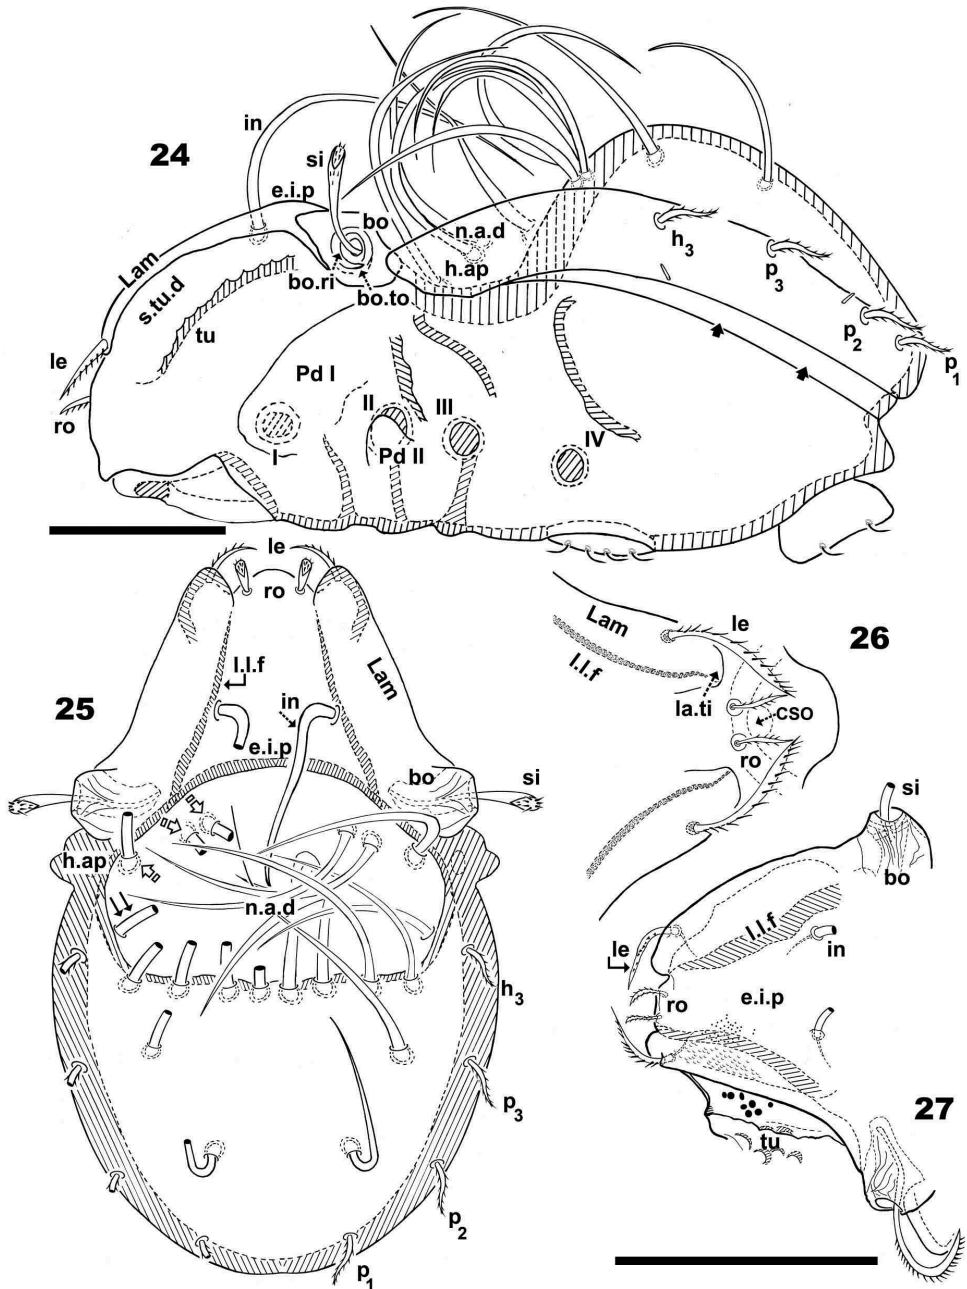 24
in
si
e.i.p
bo
Lam
s.tu.d
tu
bo.ri
bo.to
n.a.d
h.ap
h3
p3
p2
p1
le
ro
Pd I
I
II
Pd II
III
IV
25
le
ro
l.l.f
Lam
in
e.i.p
bo
si
h.ap
n.a.d
h3
p3
p2
p1
26
Lam
l.l.f
le
la.ti
CSO
ro
27
si
bo
l.l.f
in
le
ro
e.i.p
tu